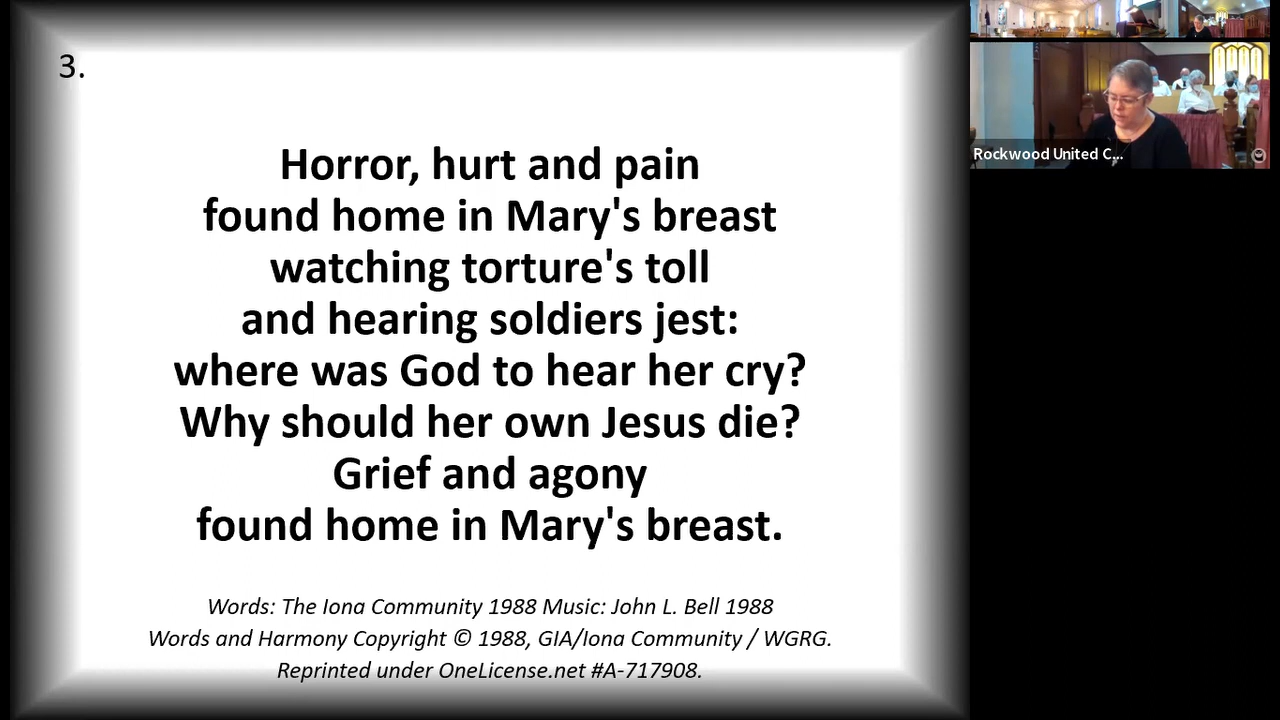 3.
Horror, hurt and pain
found home in Mary's breast
watching torture's toll
and hearing soldiers jest:
where was God to hear her cry?
Why should her own Jesus die?
Grief and agony
found home in Mary's breast.
Words: The Iona Community 1988 Music: John L. Bell 1988
Words and Harmony Copyright © 1988, GIA/Iona Community / WGRG.
Reprinted under OneLicense.net #A-717908.
Rockwood United C...